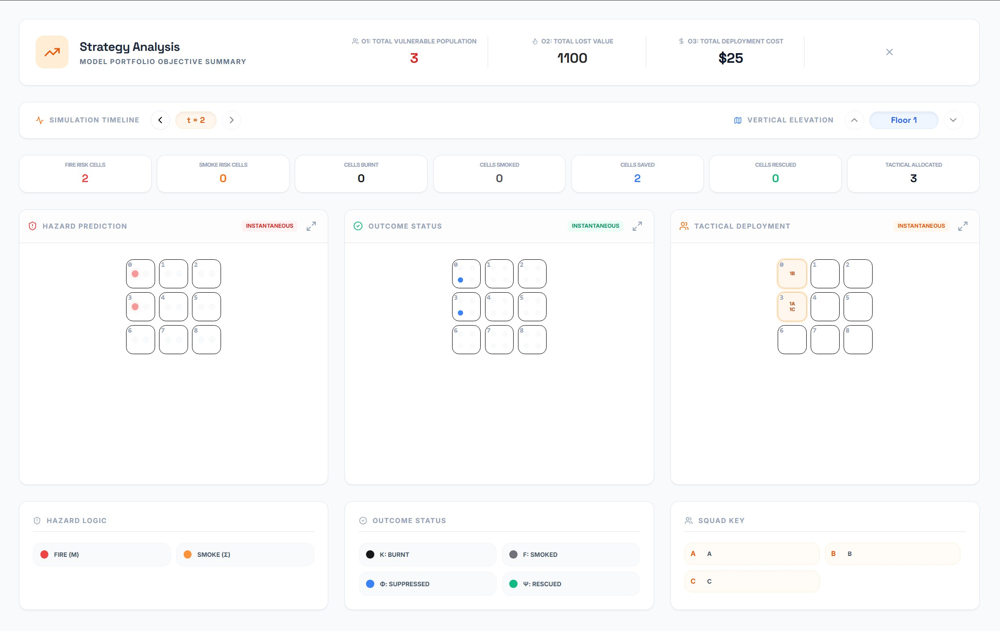 Strategy Analysis
MODEL PORTFOLIO OBJECTIVE SUMMARY
O1: TOTAL VULNERABLE POPULATION
3
O2: TOTAL LOST VALUE
1100
O3: TOTAL DEPLOYMENT COST
$25
SIMULATION TIMELINE
t = 2
VERTICAL ELEVATION
Floor 1
FIRE RISK CELLS
2
SMOKE RISK CELLS
0
CELLS BURNT
0
CELLS SMOKED
0
CELLS SAVED
2
CELLS RESCUED
0
TACTICAL ALLOCATED
3
HAZARD PREDICTION
INSTANTANEOUS
0 1 2
3 4 5
6 7 8
OUTCOME STATUS
INSTANTANEOUS
0 1 2
3 4 5
6 7 8
TACTICAL DEPLOYMENT
INSTANTANEOUS
0 1 2
1B
3 4 5
1A
1C
6 7 8
HAZARD LOGIC
FIRE (M)
SMOKE (Σ)
OUTCOME STATUS
K: BURNT
F: SMOKED
Φ: SUPPRESSED
Ψ: RESCUED
SQUAD KEY
A A
B B
C C